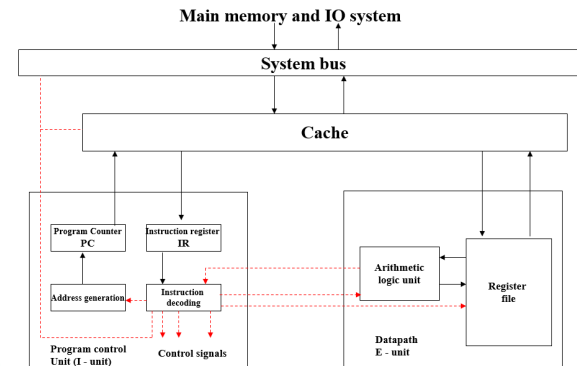 Main memory and IO system
System bus
Cache
Program Counter
PC
Instruction register
IR
Address generation
Instruction
decoding
Program control
Unit (I - unit)
Control signals
Arithmetic
logic unit
Register
file
Datapath
E - unit